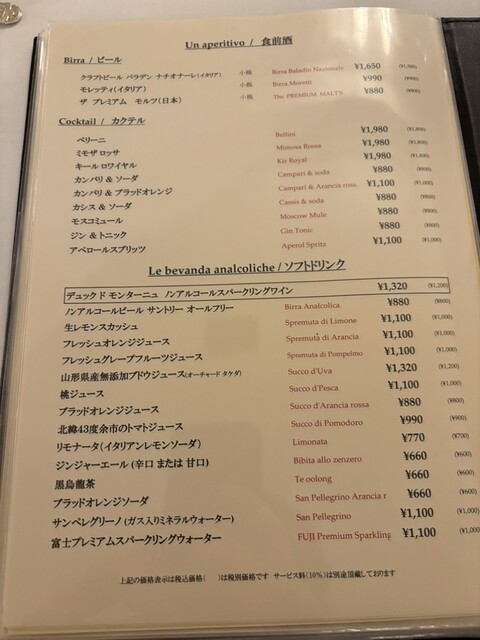 Un aperitivo / 食前酒
Birra / ビール
クラフトビール バラデン ナチオナーレ(イタリア) 小瓶 Birra Baladin Nazionale ¥1,650 (¥1,500)
モレッティ(イタリア) 小瓶 Birra Moretti ¥990 (¥900)
ザ プレミアム モルツ(日本) 小瓶 The PREMIUM MALT'S ¥880 (¥800)
Cocktail / カクテル
ベリーニ Bellini ¥1,980 (¥1,800)
ミモザ ロッサ Mimosa Rossa ¥1,980 (¥1,800)
キール ロワイヤル Kir Royal ¥1,980 (¥1,800)
カンパリ & ソーダ Campari & soda ¥880 (¥800)
カンパリ & ブラッドオレンジ Campari & Arancia ross ¥1,100 (¥1,000)
カシス & ソーダ Cassis & soda ¥880 (¥800)
モスコミュール Moscow Mule ¥880 (¥800)
ジン & トニック Gin Tonic ¥880 (¥800)
アペロールスプリッツ Aperol Spritz ¥1,100 (¥1,000)
Le bevanda analcoliche / ソフトドリンク
デュック ド モンターニュ ノンアルコールスパークリングワイン ¥1,320 (¥1,200)
ノンアルコールビール サントリー オールフリー Birra Analcolica ¥880 (¥800)
生レモンスカッシュ Spremuta di Limone ¥1,100 (¥1,000)
フレッシュオレンジジュース Spremuta di Arancia ¥1,100 (¥1,000)
フレッシュグレープフルーツジュース Spremuta di Pompelmo ¥1,100 (¥1,000)
山形県産無添加ブドウジュース(オーチャード タケダ) Succo d'Uva ¥1,320 (¥1,200)
桃ジュース Succo d'Pesca ¥1,100 (¥1,000)
ブラッドオレンジジュース Succo d'Arancia rossa ¥880 (¥800)
北緯43度余市のトマトジュース Succo di Pomodoro ¥990 (¥900)
リモナータ(イタリアンレモンソーダ) Limonata ¥770 (¥700)
ジンジャーエール (辛口 または 甘口) Bibita allo zenzero ¥660 (¥600)
黒烏龍茶 Te oolong ¥660 (¥600)
ブラッドオレンジソーダ San Pellegrino Arancia r ¥660 (¥600)
サンペレグリーノ (ガス入りミネラルウォーター) San Pellegrino ¥1,100 (¥1,000)
富士プレミアムスパークリングウォーター FUJI Premium Sparkling ¥1,100 (¥1,000)
上記の価格表示は税込価格( )は税別価格です サービス料(10%)は別途頂戴しております